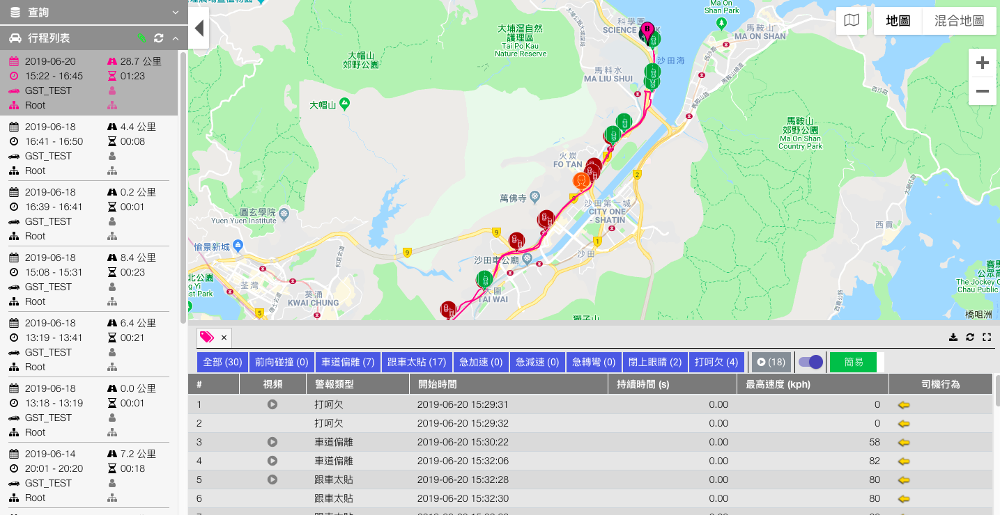 查詢
行程列表
2019-06-20 28.7 公里
15:22 - 16:45 01:23
GST_TEST
Root
2019-06-18 4.4 公里
16:41 - 16:50 00:08
GST_TEST
Root
2019-06-18 0.2 公里
16:39 - 16:41 00:01
GST_TEST
Root
2019-06-18 8.4 公里
15:08 - 15:31 00:23
GST_TEST
Root
2019-06-18 6.4 公里
13:19 - 13:41 00:21
GST_TEST
Root
2019-06-18 0.0 公里
13:18 - 13:19 00:01
GST_TEST
Root
2019-06-14 7.2 公里
20:01 - 20:20 00:18
GST_TEST
Root
地圖 混合地圖
Ma On
Shan Park
科學園
SCIENCE
B
馬鞍山
MA ON SHAN
大埔滘自然
護理區
Tai Po Kau
Nature Reserve
大帽山
郊野公園
沙田海
馬料水
MA LIU SHUI
西沙路
馬鞍山路
大帽山
馬鞍山
郊野公園
Ma On Shan
Country Park
火炭
FO TAN
2
萬佛寺
沙田第一城
CITY ONE
- SHATIN
圓玄學院
Yuen Yuen Institute
西貢
9
9
1
愉景新城
沙田車公廟
沙田
荃灣
葵涌
KWAI CHUNG
大圍
TAI WAI
5
西貢公路
The Jockey C
Chau Public
獅子山
橋咀洲
全部 (30) 前向碰撞 (0) 車道偏離 (7) 跟車太貼 (17) 急加速 (0) 急減速 (0) 急轉彎 (0) 閉上眼睛 (2) 打呵欠 (4) (18) 簡易
# 視頻 警報類型 開始時間 持續時間 (s) 最高速度 (kph) 司機行為
1 打呵欠 2019-06-20 15:29:31 0.00 0
2 打呵欠 2019-06-20 15:29:32 0.00 0
3 車道偏離 2019-06-20 15:30:22 0.00 58
4 車道偏離 2019-06-20 15:32:06 0.00 82
5 跟車太貼 2019-06-20 15:32:28 0.00 80
6 跟車太貼 2019-06-20 15:32:30 0.00 80